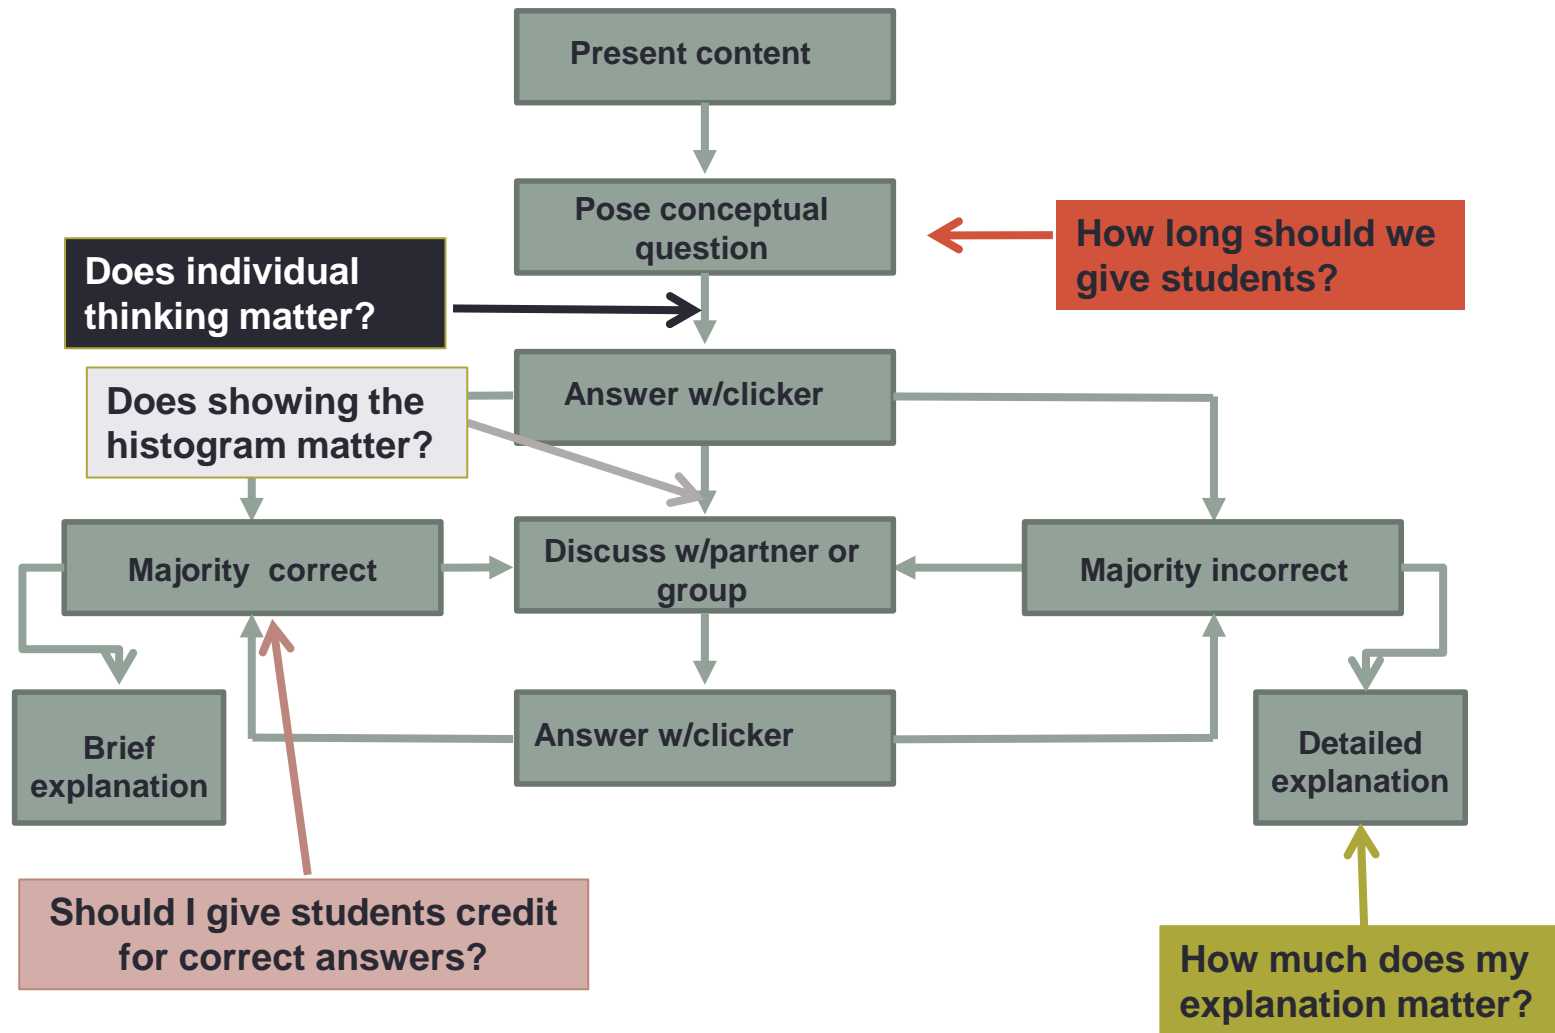 Present content
Pose conceptual
question
How long should we
give students?
Does individual
thinking matter?
Answer w/clicker
Does showing the
histogram matter?
Majority correct
Discuss w/partner or
group
Majority incorrect
Brief
explanation
Answer w/clicker
Detailed
explanation
Should I give students credit
for correct answers?
How much does my
explanation matter?